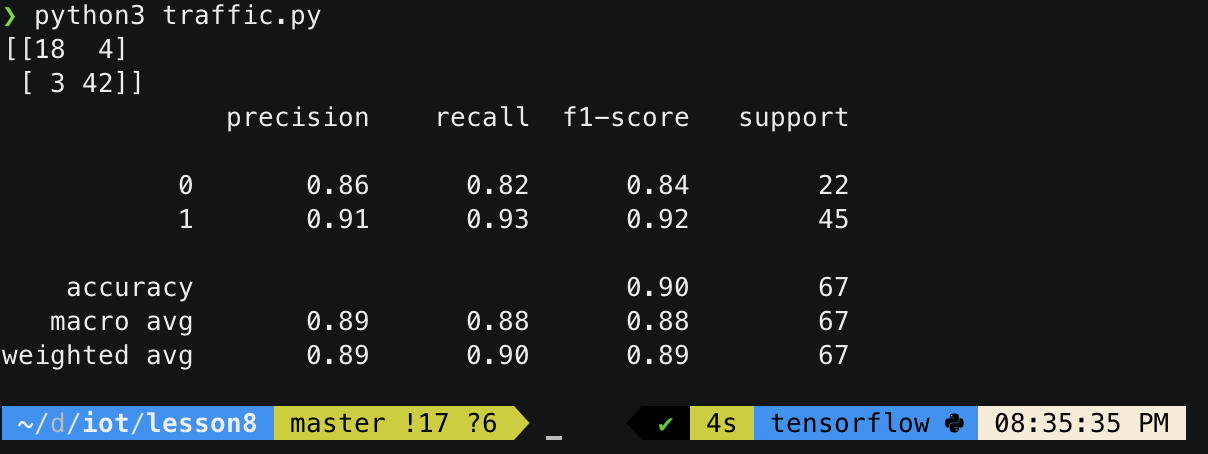 ❯ python3 traffic.py
[[18  4]
 [ 3 42]]
              precision    recall  f1-score   support

           0       0.86      0.82      0.84        22
           1       0.91      0.93      0.92        45

    accuracy                           0.90        67
   macro avg       0.89      0.88      0.88        67
weighted avg       0.89      0.90      0.89        67

~/d/iot/lesson8 master !17 ?6 _ ✔ 4s tensorflow 08:35:35 PM